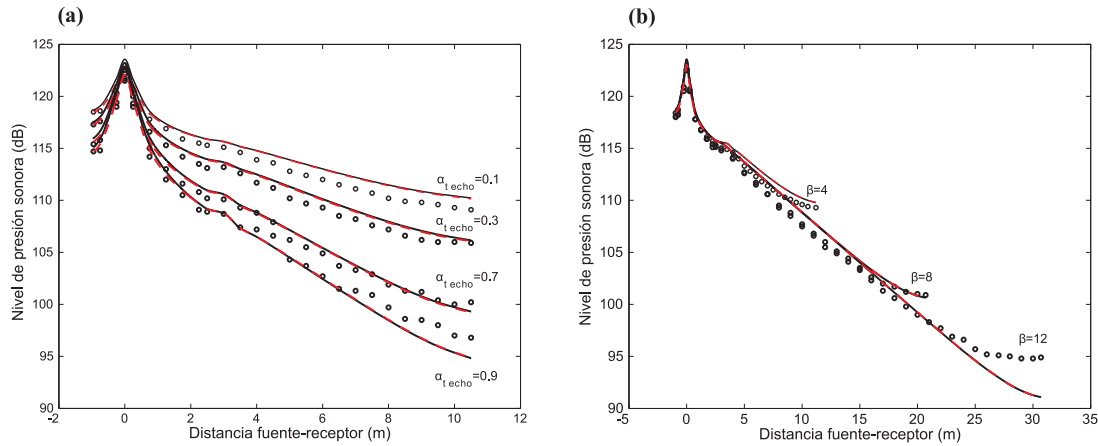 (a)
125
120
115
110
105
100
95
90
-2
0
2
4
6
8
10
12
Nivel de presión sonora (dB)
Distancia fuente-receptor (m)
α t echo=0.1
α t echo=0.3
α t echo=0.7
α t echo=0.9
(b)
125
120
115
110
105
100
95
90
-5
0
5
10
15
20
25
30
35
Nivel de presión sonora (dB)
Distancia fuente-receptor (m)
β=4
β=8
β=12